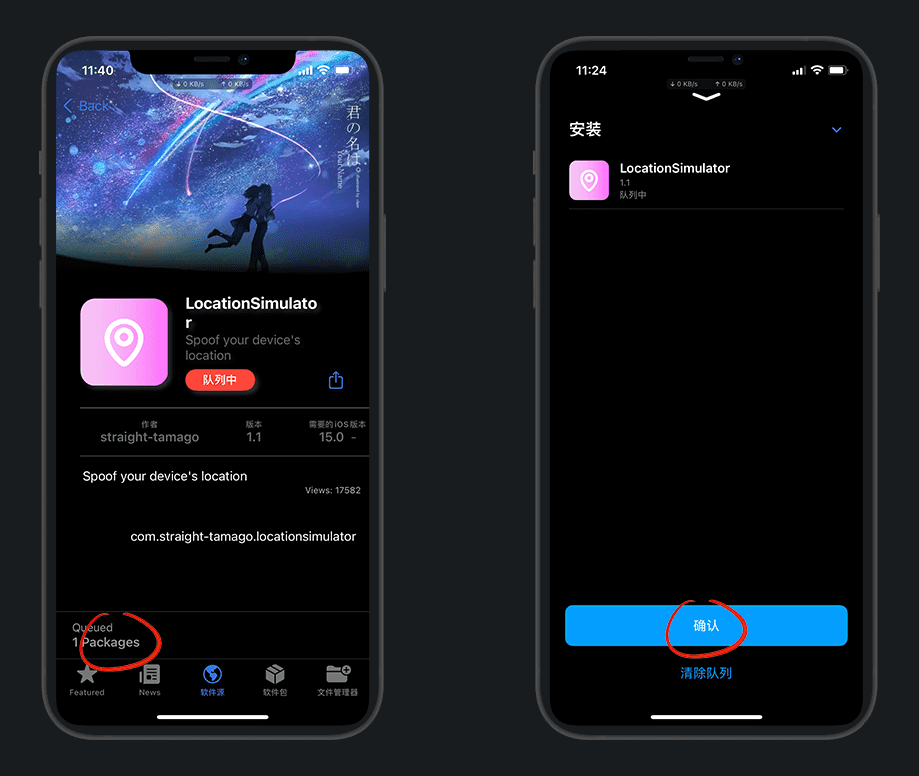 11:40
↓ 0 KB/s ↑ 0 KB/s
Back
君の名は。
Your Name
LocationSimulato
r
Spoof your device's
location
队列中
作者
straight-tamago
版本
1.1
需要的iOS版本
15.0 -
Spoof your device's location
Views: 17582
com.straight-tamago.locationsimulator
Queued
1 Packages
Featured
News
软件源
软件包
文件管理器
11:24
↓ 0 KB/s ↑ 0 KB/s
安装
LocationSimulator
1.1
队列中
确认
清除队列